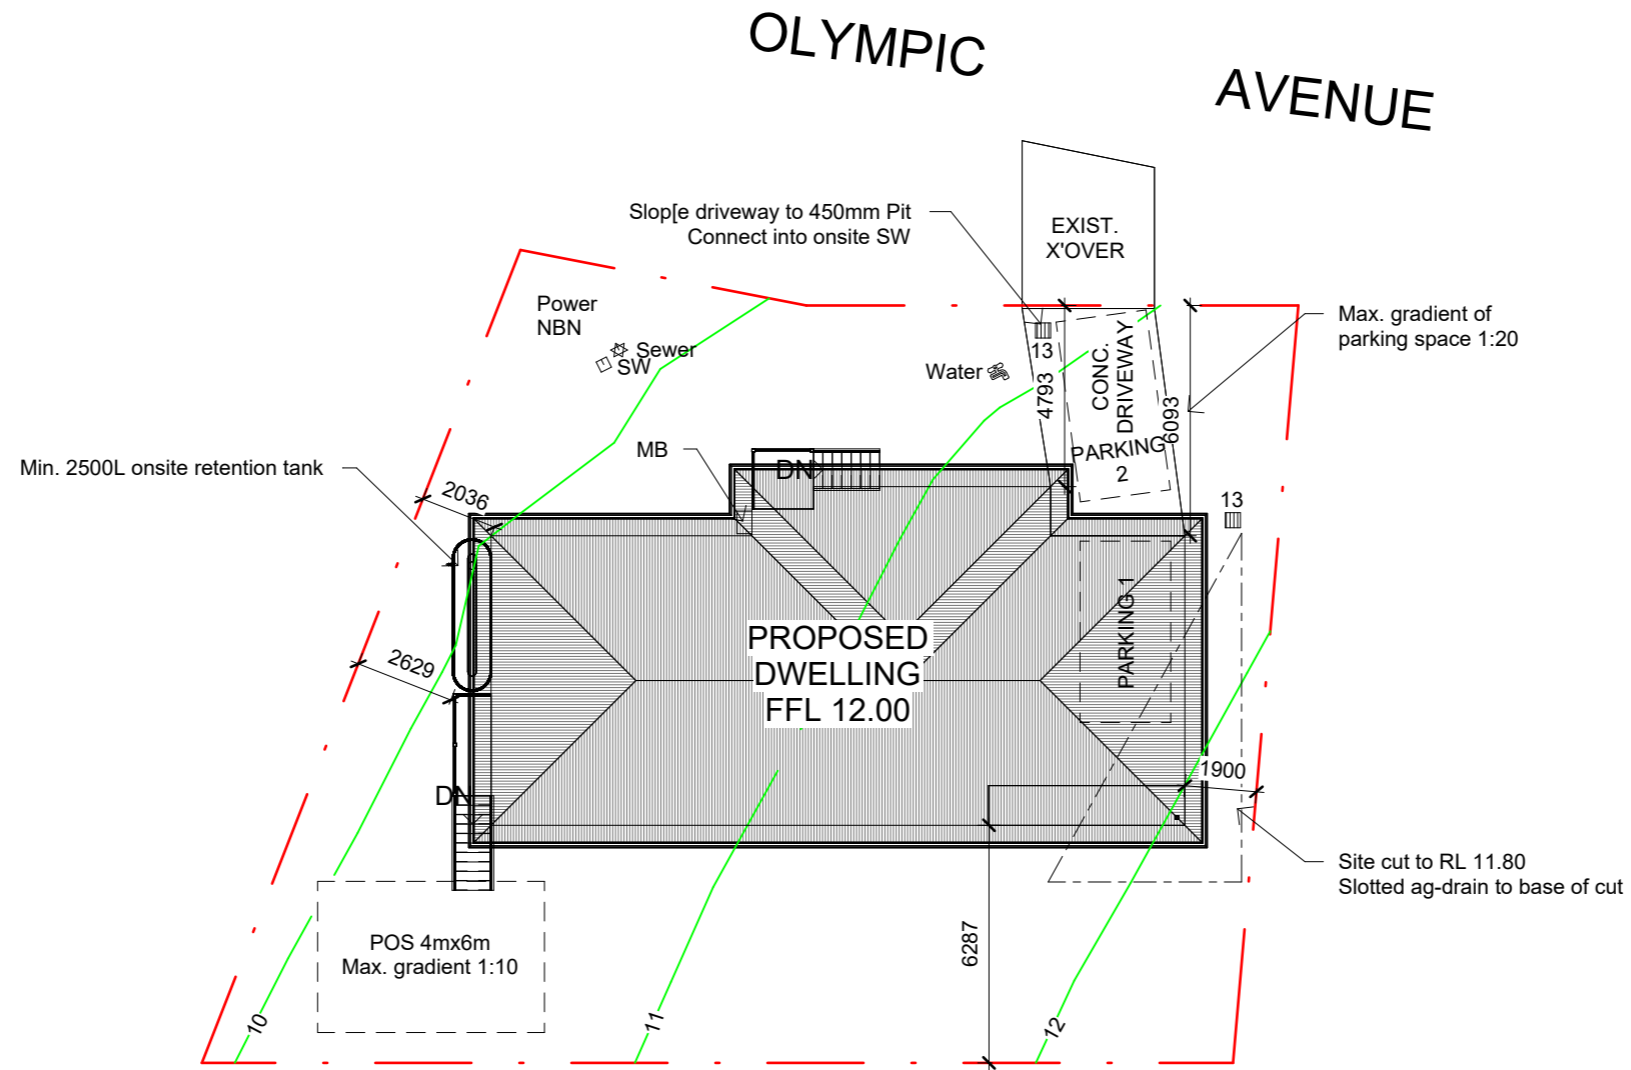 OLYMPIC AVENUE
Slop[e driveway to 450mm Pit
Connect into onsite SW
EXIST.
X'OVER
Power
NBN
Sewer
SW
Water
13
4793
CONC.
DRIVEWAY
6093
PARKING
2
Max. gradient of
parking space 1:20
Min. 2500L onsite retention tank
2036
MB
DN
13
2629
PROPOSED
DWELLING
FFL 12.00
PARKING 1
1900
DN
Site cut to RL 11.80
Slotted ag-drain to base of cut
POS 4mx6m
Max. gradient 1:10
6287
10
11
12